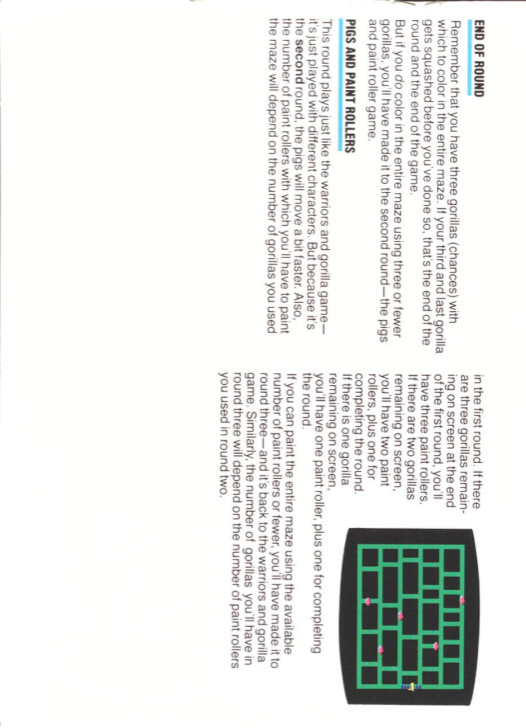 END OF ROUND
Remember that you have three gorillas (chances) with
which to color in the entire maze. If your third and last gorilla
gets squashed before you've done so, that's the end of the
round and the end of the game.
But if you do color in the entire maze using three or fewer
gorillas, you'll have made it to the second round—the pigs
and paint roller game.
PIGS AND PAINT ROLLERS
This round plays just like the warriors and gorilla game—
it's just played with different characters. But because it's
the second round, the pigs will move a bit faster. Also,
the number of paint rollers with which you'll have to paint
the maze will depend on the number of gorillas you used
in the first round. If there
are three gorillas remain-
ing on screen at the end
of the first round, you'll
have three paint rollers.
If there are two gorillas
remaining on screen,
you'll have two paint
rollers, plus one for
completing the round.
If there is one gorilla
remaining on screen,
you'll have one paint roller, plus one for completing
the round.
If you can paint the entire maze using the available
number of paint rollers or fewer, you'll have made it to
round three—and it's back to the warriors and gorilla
game. Similarly, the number of gorillas you'll have in
round three will depend on the number of paint rollers
you used in round two.